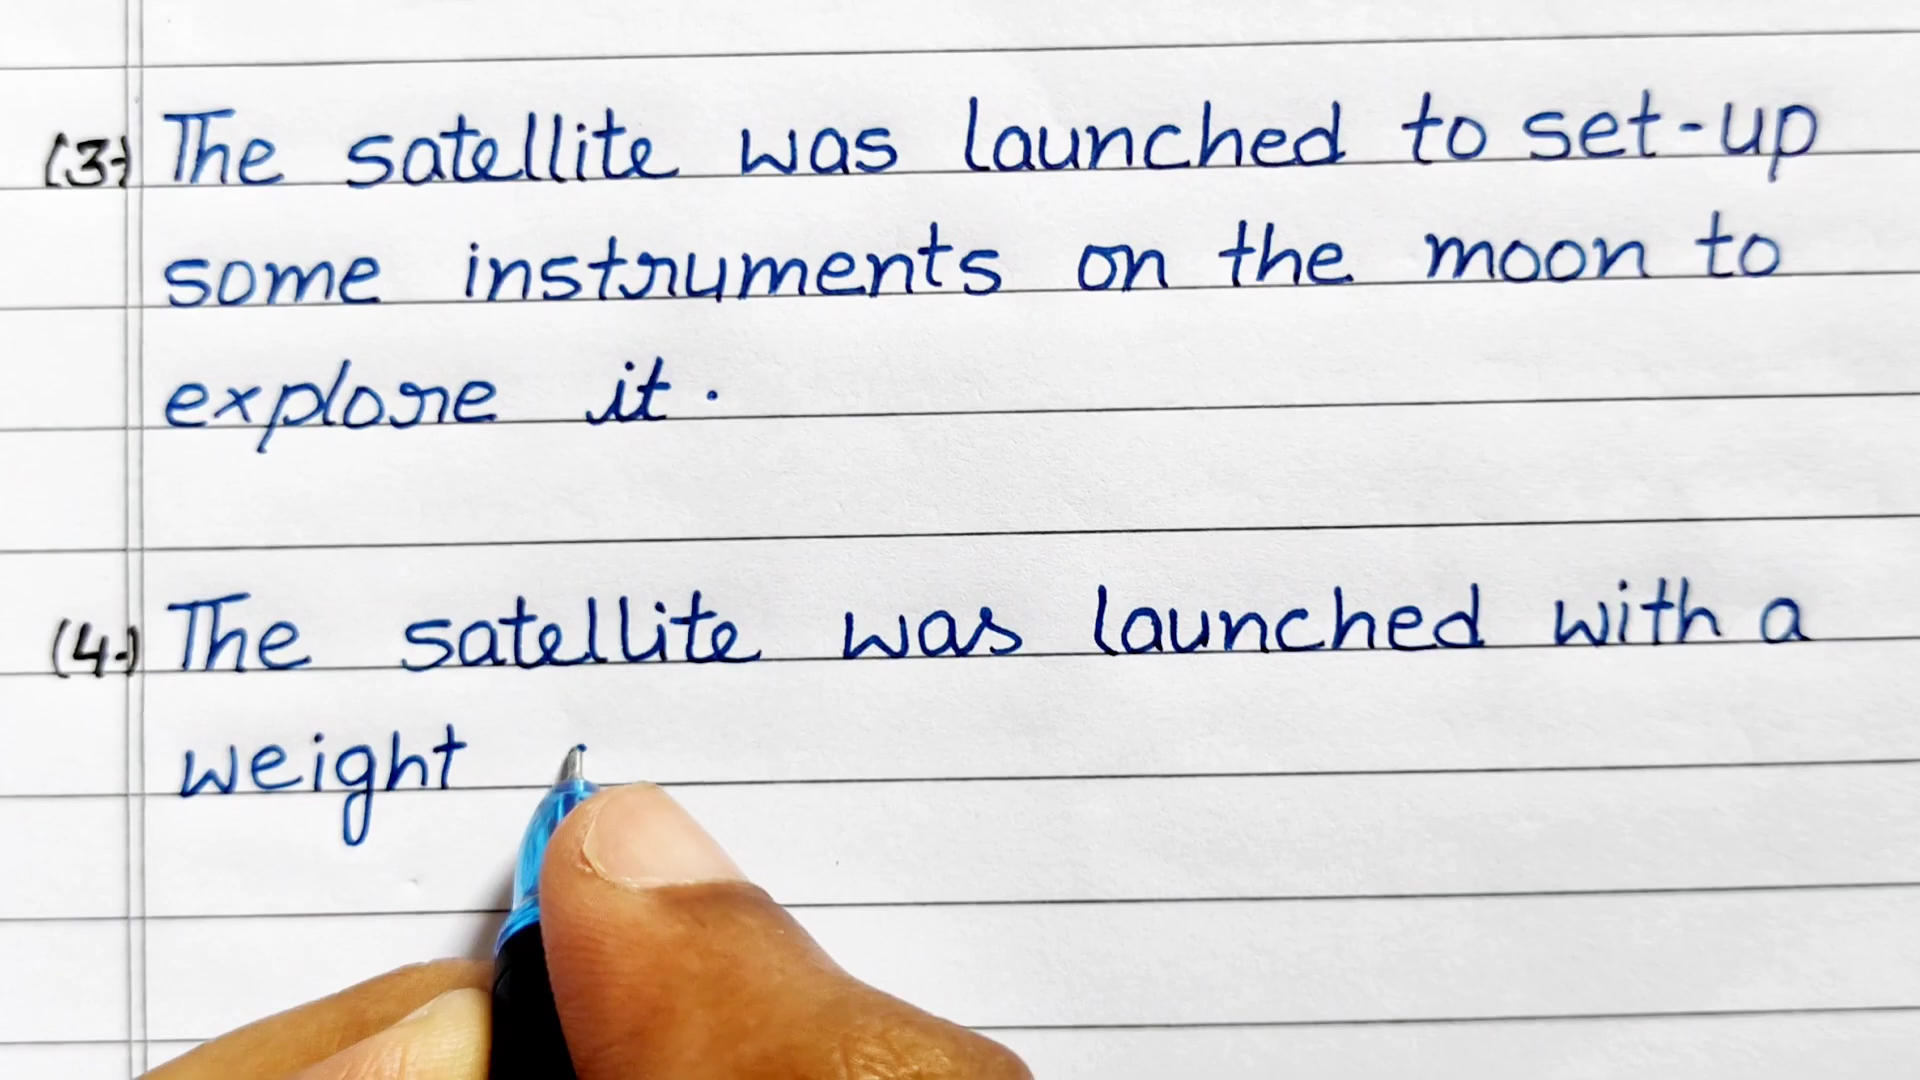 (3.) The satellite was launched to set-up
some instruments on the moon to
explore it.
(4.) The satellite was launched with a
weight